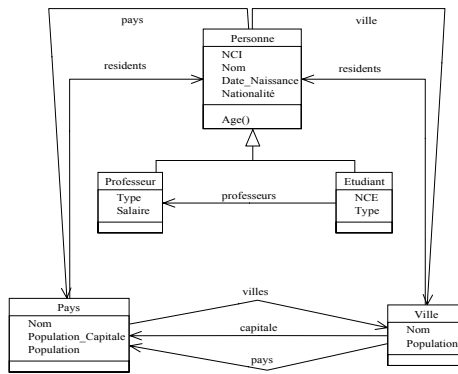 pays
ville
Personne
NCI
Nom
Date_Naissance
Nationalité
Age()
residents
residents
Professeur
Type
Salaire
professeurs
Etudiant
NCE
Type
Pays
Nom
Population_Capitale
Population
villes
capitale
pays
Ville
Nom
Population